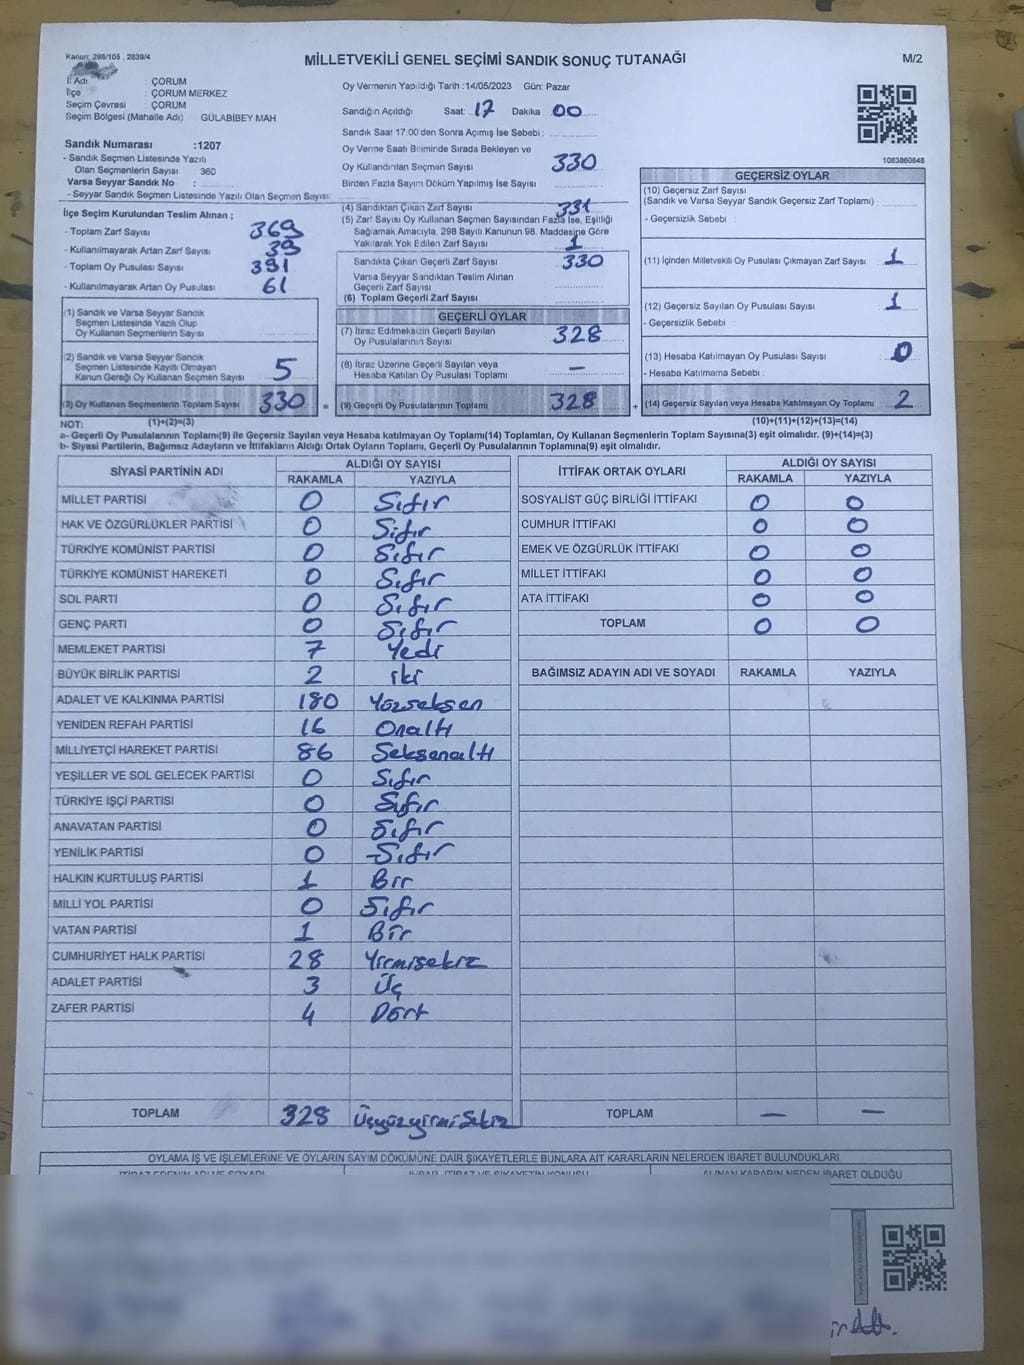 Kanun: 298/105 , 2839/4
MİLLETVEKİLİ GENEL SEÇİMİ SANDIK SONUÇ TUTANAĞI
M/2
İl Adı : ÇORUM
İlçe : ÇORUM MERKEZ
Seçim Çevresi : ÇORUM
Seçim Bölgesi (Mahalle Adı) GÜLABİBEY MAH
Sandık Numarası :1207
- Sandık Seçmen Listesinde Yazılı
Olan Seçmenlerin Sayısı 360
Varsa Seyyar Sandık No :
- Seyyar Sandık Seçmen Listesinde Yazılı Olan Seçmen Sayısı:
İlçe Seçim Kurulundan Teslim Alınan ;
- Toplam Zarf Sayısı 369
- Kullanılmayarak Artan Zarf Sayısı 39
- Toplam Oy Pusulası Sayısı 391
- Kullanılmayarak Artan Oy Pusulası 61
(1) Sandık ve Varsa Seyyar Sandık
Seçmen Listesinde Yazılı Olup
Oy Kullanan Seçmenlerin Sayısı
(2) Sandık ve Varsa Seyyar Sandık
Seçmen Listesinde Kayıtlı Olmayan
Kanun Gereği Oy Kullanan Seçmen Sayısı 5
(3) Oy Kullanan Seçmenlerin Toplam Sayısı 330
Oy Vermenin Yapıldığı Tarih :14/05/2023 Gün: Pazar
Sandığın Açıldığı Saat: 17 Dakika 00
Sandık Saat 17.00'den Sonra Açımış İse Sebebi :
Oy Verme Saati Bitiminde Sırada Bekleyen ve
Oy Kullandırılan Seçmen Sayısı 330
Birden Fazla Sayım Döküm Yapılmış İse Sayısı
(4) Sandıktan Çıkan Zarf Sayısı 331
(5) Zarf Sayısı Oy Kullanan Seçmen Sayısından Fazla İse, Eşitliği
Sağlamak Amacıyla, 298 Sayılı Kanunun 98. Maddesine Göre
Yakılarak Yok Edilen Zarf Sayısı 1
Sandıkta Çıkan Geçerli Zarf Sayısı 330
Varsa Seyyar Sandıktan Teslim Alınan
Geçerli Zarf Sayısı
(6) Toplam Geçerli Zarf Sayısı
GEÇERLİ OYLAR
(7) İtiraz Edilmeksizin Geçerli Sayılan
Oy Pusulalarının Sayısı 328
(8) İtiraz Üzerine Geçerli Sayılan veya
Hesaba Katılan Oy Pusulası Toplamı —
= (9) Geçerli Oy Pusulalarının Toplamı 328
1083860848
GEÇERSİZ OYLAR
(10) Geçersiz Zarf Sayısı
(Sandık ve Varsa Seyyar Sandık Geçersiz Zarf Toplamı)
- Geçersizlik Sebebi :
(11) İçinden Milletvekili Oy Pusulası Çıkmayan Zarf Sayısı 1
(12) Geçersiz Sayılan Oy Pusulası Sayısı 1
- Geçersizlik Sebebi :
(13) Hesaba Katılmayan Oy Pusulası Sayısı 0
- Hesaba Katılmama Sebebi :
+ (14) Geçersiz Sayılan veya Hesaba Katılmayan Oy Toplamı 2
NOT: (1)+(2)=(3) (10)+(11)+(12)+(13)=(14)
a- Geçerli Oy Pusulalarının Toplamı(9) ile Geçersiz Sayılan veya Hesaba katılmayan Oy Toplamı(14) Toplamları, Oy Kullanan Seçmenlerin Toplam Sayısına(3) eşit olmalıdır. (9)+(14)=(3)
b- Siyasi Partilerin, Bağımsız Adayların ve İttifakların Aldığı Ortak Oyların Toplamı, Geçerli Oy Pusulalarının Toplamına(9) eşit olmalıdır.
SİYASİ PARTİNİN ADI ALDIĞI OY SAYISI
RAKAMLA YAZIYLA
MİLLET PARTİSİ 0 Sıfır
HAK VE ÖZGÜRLÜKLER PARTİSİ 0 Sıfır
TÜRKİYE KOMÜNİST PARTİSİ 0 Sıfır
TÜRKİYE KOMÜNİST HAREKETİ 0 Sıfır
SOL PARTİ 0 Sıfır
GENÇ PARTİ 0 Sıfır
MEMLEKET PARTİSİ 7 Yedi
BÜYÜK BİRLİK PARTİSİ 2 iki
ADALET VE KALKINMA PARTİSİ 180 Yüzseksen
YENİDEN REFAH PARTİSİ 16 Onaltı
MİLLİYETÇİ HAREKET PARTİSİ 86 Seksenaltı
YEŞİLLER VE SOL GELECEK PARTİSİ 0 Sıfır
TÜRKİYE İŞÇİ PARTİSİ 0 Sıfır
ANAVATAN PARTİSİ 0 Sıfır
YENİLİK PARTİSİ 0 Sıfır
HALKIN KURTULUŞ PARTİSİ 1 Bir
MİLLİ YOL PARTİSİ 0 Sıfır
VATAN PARTİSİ 1 Bir
CUMHURİYET HALK PARTİSİ 28 Yirmisekiz
ADALET PARTİSİ 3 Üç
ZAFER PARTİSİ 4 Dört
TOPLAM 328 Üçyüzyirmisekiz
İTTİFAK ORTAK OYLARI ALDIĞI OY SAYISI
RAKAMLA YAZIYLA
SOSYALİST GÜÇ BİRLİĞİ İTTİFAKI 0 0
CUMHUR İTTİFAKI 0 0
EMEK VE ÖZGÜRLÜK İTTİFAKI 0 0
MİLLET İTTİFAKI 0 0
ATA İTTİFAKI 0 0
TOPLAM 0 0
BAĞIMSIZ ADAYIN ADI VE SOYADI RAKAMLA YAZIYLA
TOPLAM — —
OYLAMA İŞ VE İŞLEMLERİNE VE OYLARIN SAYIM DÖKÜMÜNE DAİR ŞİKAYETLERLE BUNLARA AİT KARARLARIN NELERDEN İBARET BULUNDUKLARI
İTİRAZ EDENİN ADI VE SOYADI İHBAR, İTİRAZ VE ŞİKAYETİN KONUSU ALINAN KARARIN NEDEN İBARET OLDUĞU